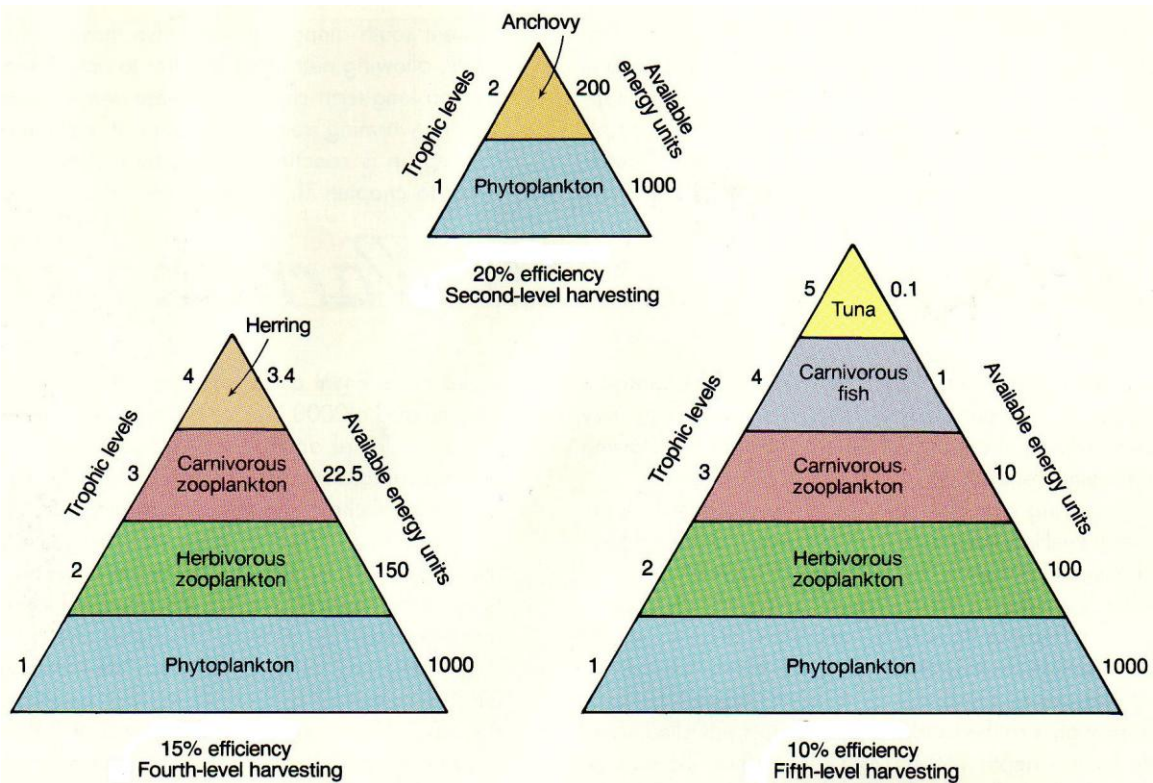 Anchovy
Trophic levels
2
200
Available
energy units
Phytoplankton
1
1000
20% efficiency
Second-level harvesting
Herring
4
3.4
Trophic levels
Available energy units
Carnivorous
zooplankton
3
22.5
Herbivorous
zooplankton
2
150
Phytoplankton
1
1000
15% efficiency
Fourth-level harvesting
5
0.1
Tuna
4
Carnivorous
fish
1
Trophic levels
Available energy units
3
Carnivorous
zooplankton
10
2
Herbivorous
zooplankton
100
1
Phytoplankton
1000
10% efficiency
Fifth-level harvesting